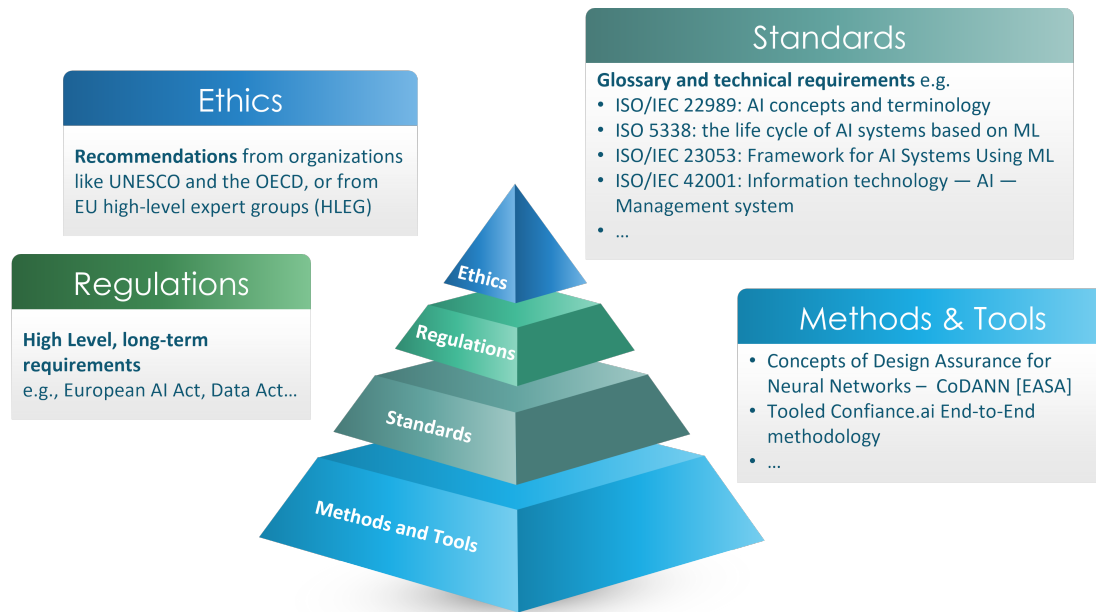 Standards
Glossary and technical requirements e.g.
• ISO/IEC 22989: AI concepts and terminology
• ISO 5338: the life cycle of AI systems based on ML
• ISO/IEC 23053: Framework for AI Systems Using ML
• ISO/IEC 42001: Information technology — AI —
Management system
• ...
Ethics
Recommendations from organizations
like UNESCO and the OECD, or from
EU high-level expert groups (HLEG)
Regulations
High Level, long-term
requirements
e.g., European AI Act, Data Act...
Methods & Tools
• Concepts of Design Assurance for
Neural Networks – CoDANN [EASA]
• Tooled Confiance.ai End-to-End
methodology
• ...
Ethics
Regulations
Standards
Methods and Tools